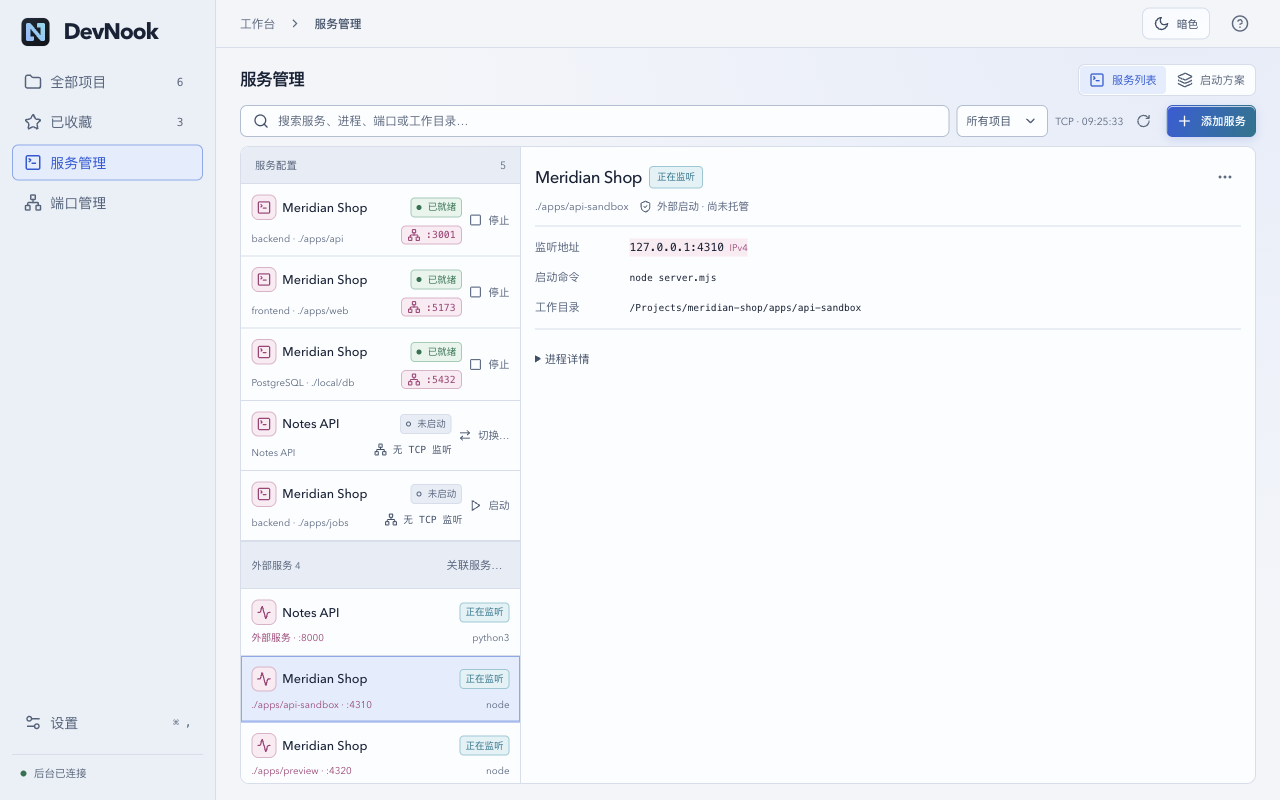 DevNook
全部项目 6
已收藏 3
服务管理
端口管理
设置 ⌘ ,
后台已连接
工作台 > 服务管理
暗色
服务管理
服务列表
启动方案
搜索服务、进程、端口或工作目录...
所有项目
TCP · 09:25:33
添加服务
服务配置 5
Meridian Shop
已就绪
停止
backend · ./apps/api
:3001
Meridian Shop
已就绪
停止
frontend · ./apps/web
:5173
Meridian Shop
已就绪
停止
PostgreSQL · ./local/db
:5432
Notes API
未启动
切换...
Notes API
无 TCP 监听
Meridian Shop
未启动
启动
backend · ./apps/jobs
无 TCP 监听
外部服务 4
关联服务...
Notes API
正在监听
外部服务 · :8000
python3
Meridian Shop
正在监听
./apps/api-sandbox · :4310
node
Meridian Shop
正在监听
./apps/preview · :4320
node
Meridian Shop
正在监听
./apps/api-sandbox
外部启动 · 尚未托管
监听地址 127.0.0.1:4310 IPv4
启动命令 node server.mjs
工作目录 /Projects/meridian-shop/apps/api-sandbox
进程详情